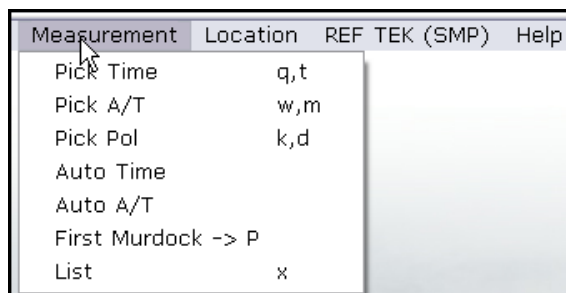 Measurement Location REF TEK (SMP) Help
Pick Time q,t
Pick A/T w,m
Pick Pol k,d
Auto Time
Auto A/T
First Murdock -> P
List x